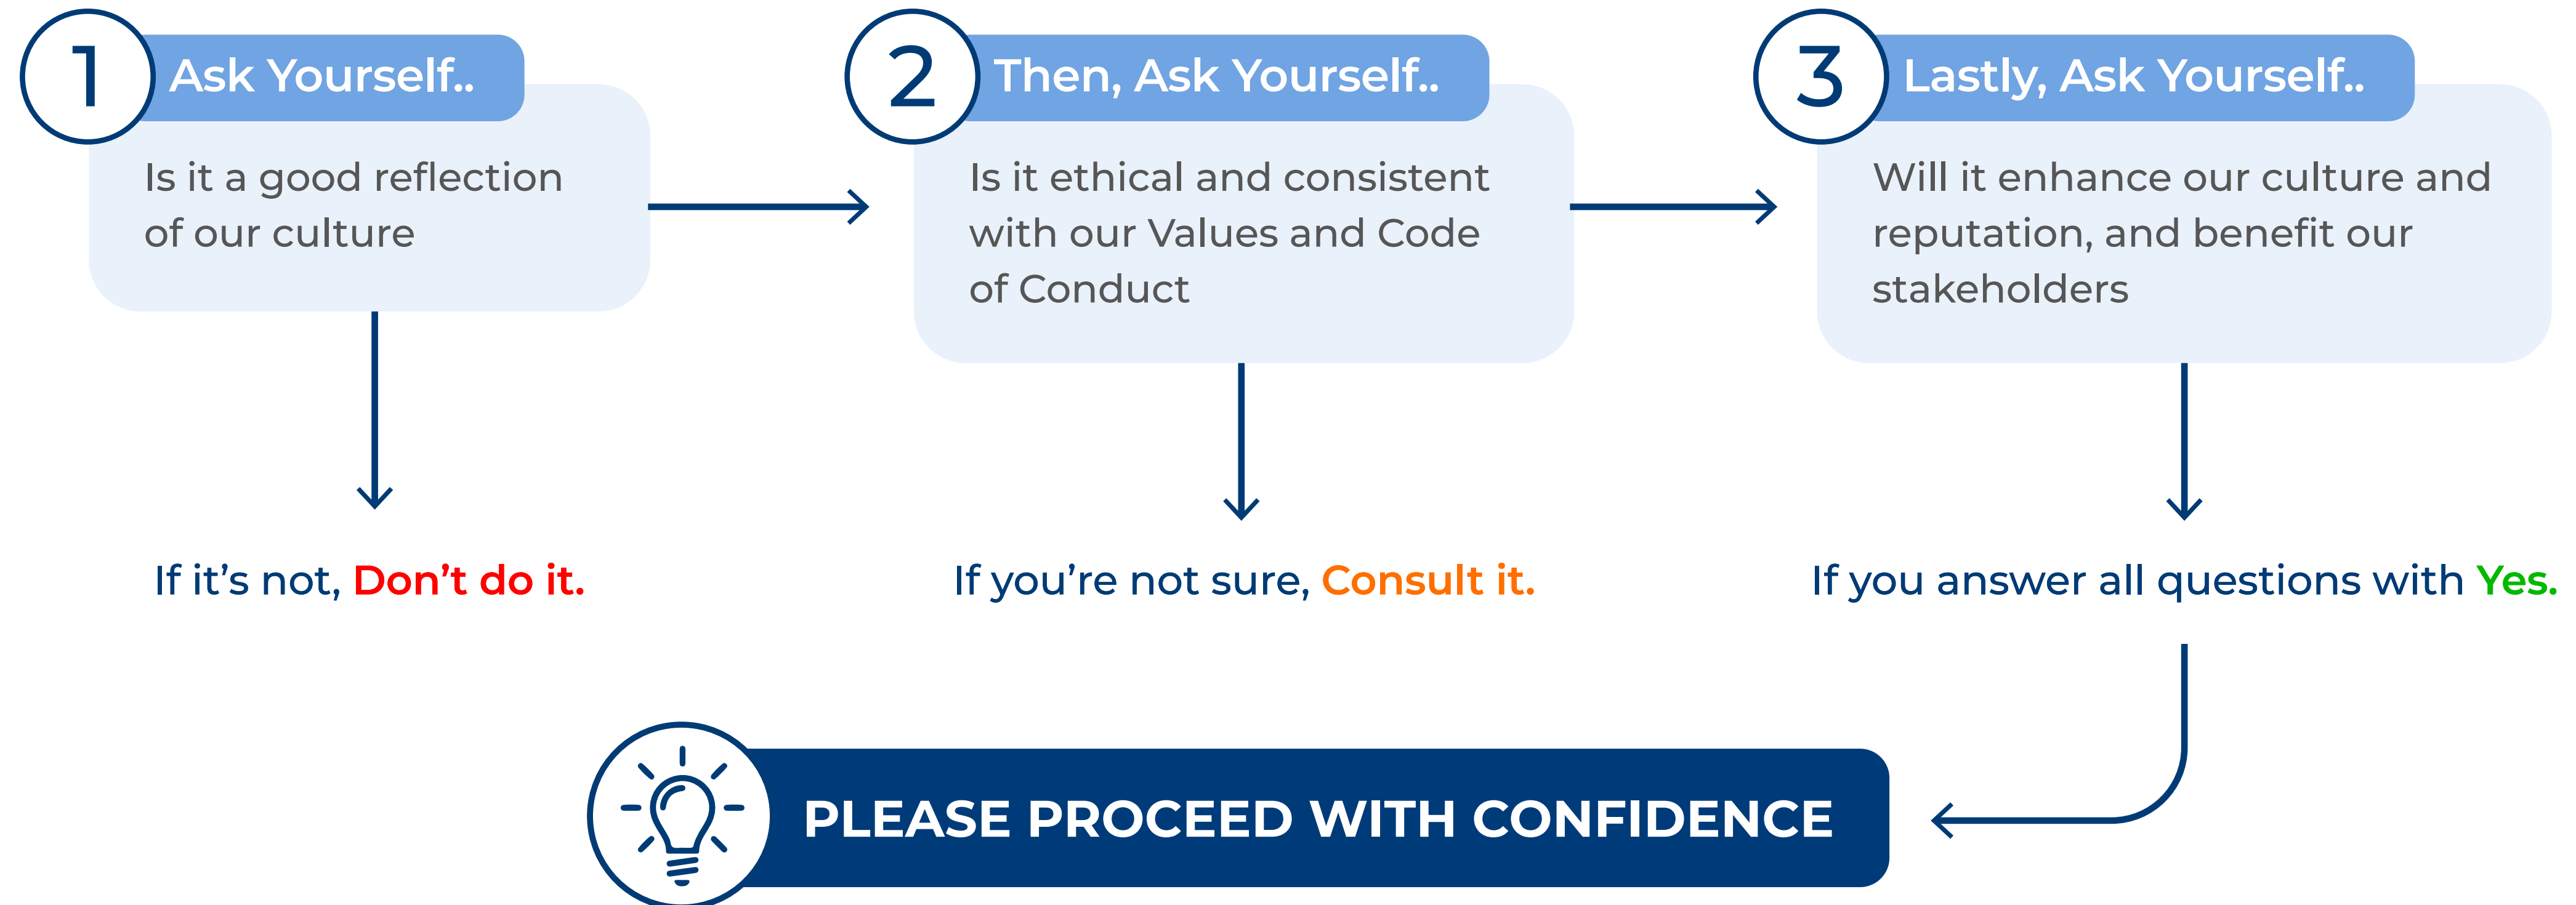 1
Ask Yourself..
Is it a good reflection
of our culture
If it's not, Don't do it.
2
Then, Ask Yourself..
Is it ethical and consistent
with our Values and Code
of Conduct
If you're not sure, Consult it.
3
Lastly, Ask Yourself..
Will it enhance our culture and
reputation, and benefit our
stakeholders
If you answer all questions with Yes.
PLEASE PROCEED WITH CONFIDENCE